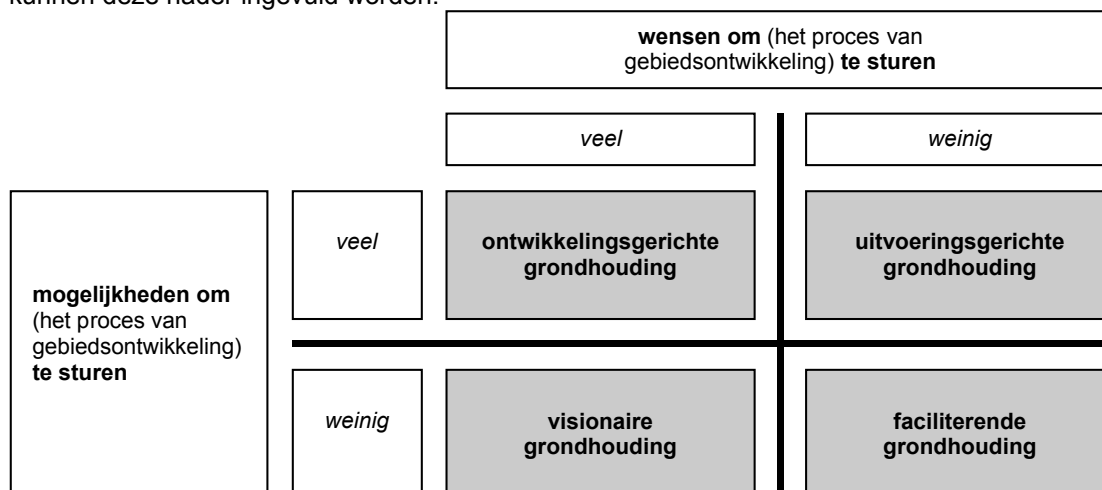 kunnen deze nader ingevuld worden.
wensen om (het proces van
gebiedsontwikkeling) te sturen
veel
weinig
mogelijkheden om
(het proces van
gebiedsontwikkeling)
te sturen
veel
ontwikkelingsgerichte
grondhouding
uitvoeringsgerichte
grondhouding
weinig
visionaire
grondhouding
faciliterende
grondhouding